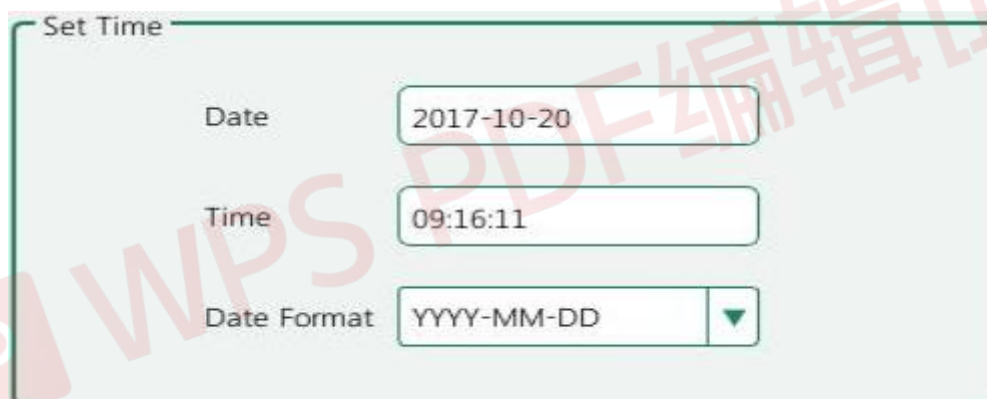 Set Time
Date
2017-10-20
Time
09:16:11
Date Format
YYYY-MM-DD
WPS PDF编辑